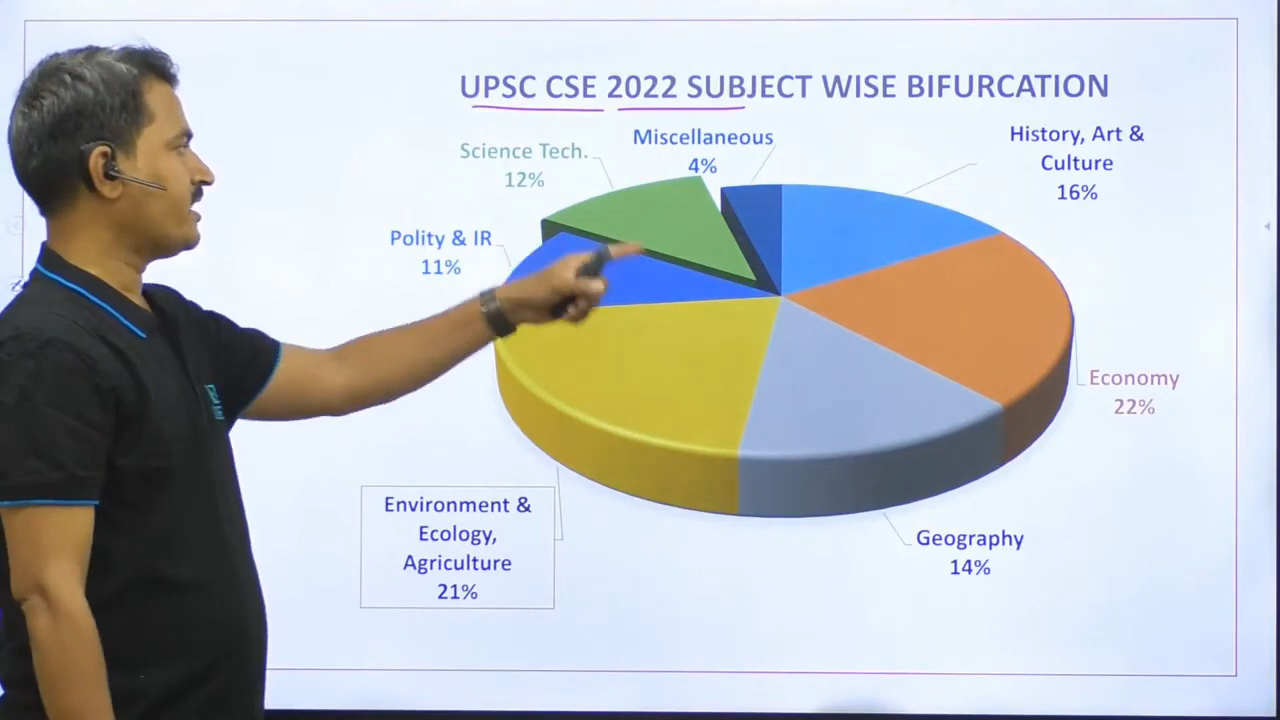 UPSC CSE 2022 SUBJECT WISE BIFURCATION
Miscellaneous
4%
History, Art &
Culture
16%
Science Tech.
12%
Polity & IR
11%
Economy
22%
Environment &
Ecology,
Agriculture
21%
Geography
14%